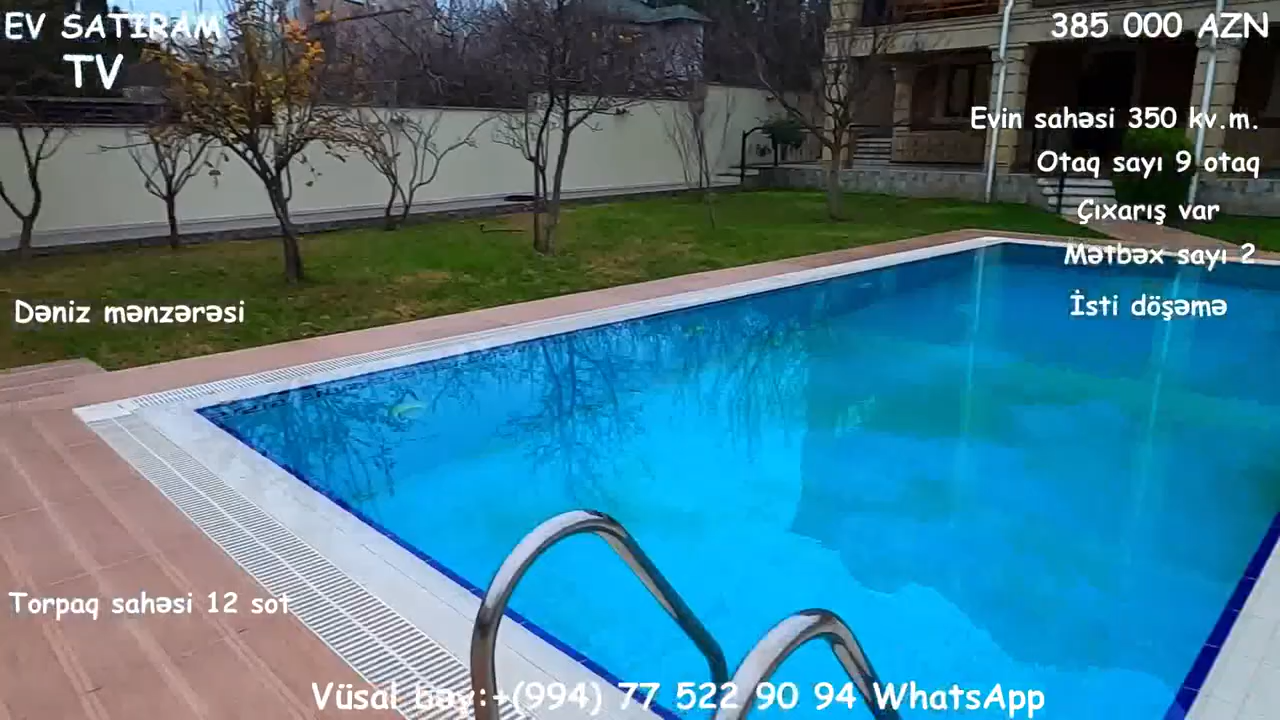 EV SATIRAM
TV
385 000 AZN
Evin sahəsi 350 kv.m.
Otaq sayı 9 otaq
Çıxarış var
Mətbəx sayı 2
İsti döşəmə
Dəniz mənzərəsi
Torpaq sahəsi 12 sot
Vüsal bəy:+(994) 77 522 90 94 WhatsApp